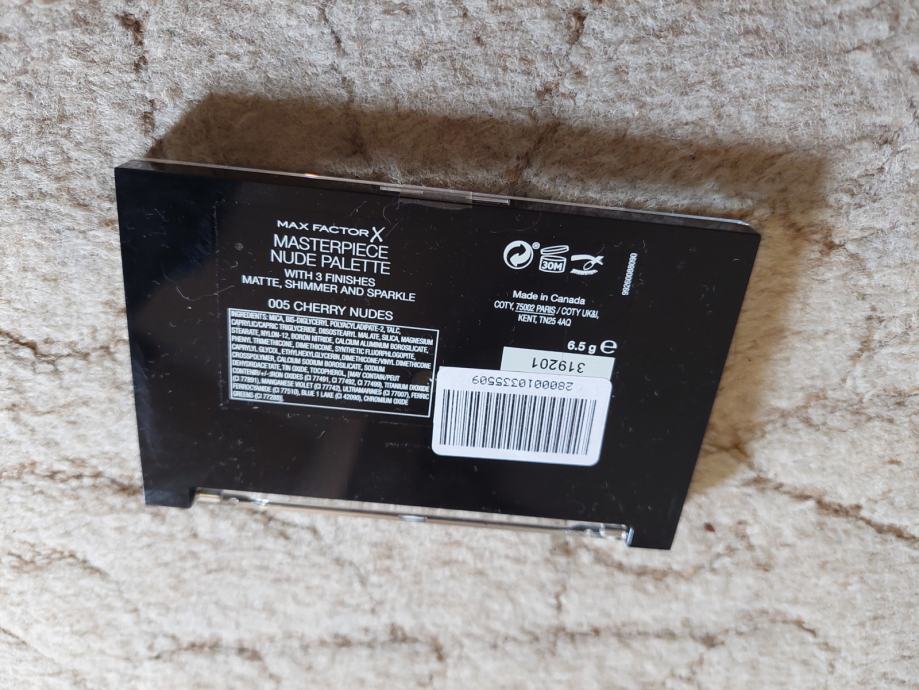 MAX FACTOR X
MASTERPIECE
NUDE PALETTE
WITH 3 FINISHES
MATTE, SHIMMER AND SPARKLE
005 CHERRY NUDES
INGREDIENTS: MICA, BIS-DIGLYCERYL POLYACYLADIPATE-2, TALC,
CAPRYLIC/CAPRIC TRIGLYCERIDE, DIISOSTEARYL MALATE, SILICA, MAGNESIUM
STEARATE, NYLON-12, BORON NITRIDE, CALCIUM ALUMINUM BOROSILICATE,
PHENYL TRIMETHICONE, DIMETHICONE, SYNTHETIC FLUORPHLOGOPITE,
CAPRYLYL GLYCOL, ETHYLHEXYLGLYCERIN, DIMETHICONE/VINYL DIMETHICONE
CROSSPOLYMER, CALCIUM SODIUM BOROSILICATE, SODIUM
DEHYDROACETATE, TIN OXIDE, TOCOPHEROL, [MAY CONTAIN/PEUT
CONTENIR/+/-:IRON OXIDES (CI 77491, CI 77492, CI 77499), TITANIUM DIOXIDE
(CI 77891), MANGANESE VIOLET (CI 77742), ULTRAMARINES (CI 77007), FERRIC
FERROCYANIDE (CI 77510), BLUE 1 LAKE (CI 42090), CHROMIUM OXIDE
GREENS (CI 77288)].
30M
Made in Canada
COTY, 75002 PARIS / COTY UK&I,
KENT, TN25 4AQ
6.5 g e
319201
2800010335509